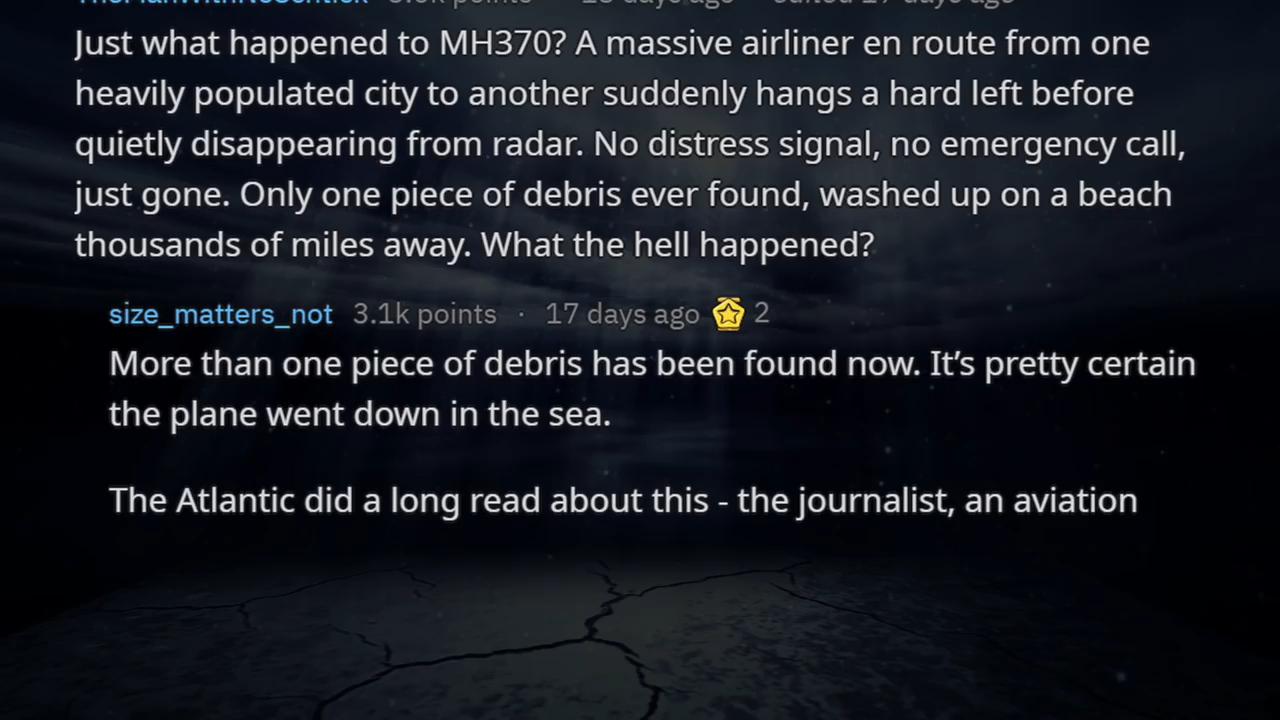 Just what happened to MH370? A massive airliner en route from one
heavily populated city to another suddenly hangs a hard left before
quietly disappearing from radar. No distress signal, no emergency call,
just gone. Only one piece of debris ever found, washed up on a beach
thousands of miles away. What the hell happened?
size_matters_not 3.1k points · 17 days ago 2
More than one piece of debris has been found now. It’s pretty certain
the plane went down in the sea.
The Atlantic did a long read about this - the journalist, an aviation